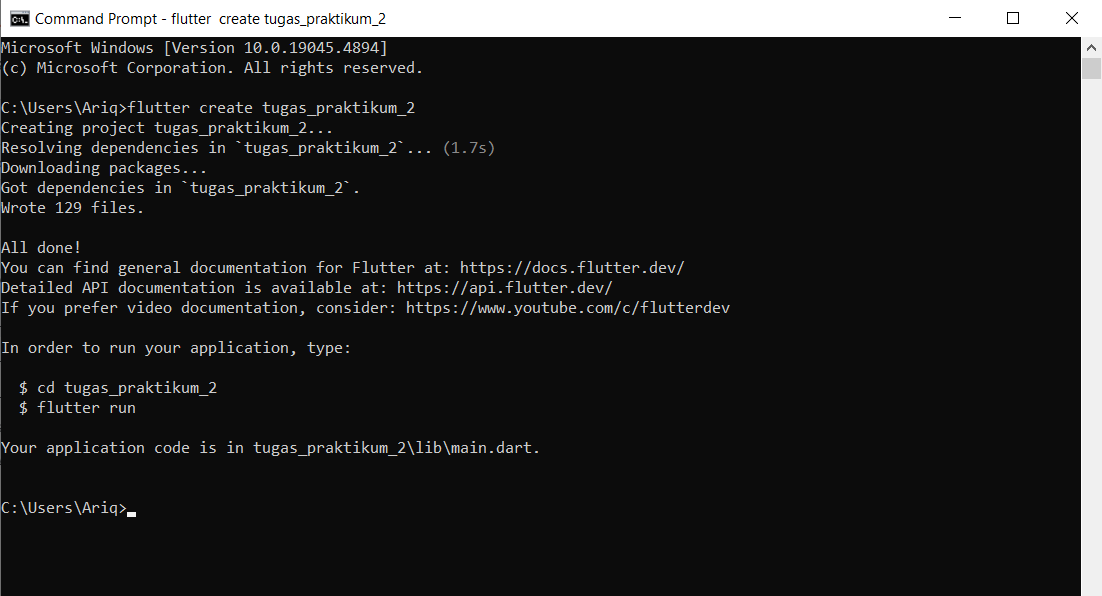 Command Prompt - flutter  create tugas_praktikum_2
Microsoft Windows [Version 10.0.19045.4894]
(c) Microsoft Corporation. All rights reserved.
C:\Users\Ariq>flutter create tugas_praktikum_2
Creating project tugas_praktikum_2...
Resolving dependencies in `tugas_praktikum_2`... (1.7s)
Downloading packages...
Got dependencies in `tugas_praktikum_2`.
Wrote 129 files.
All done!
You can find general documentation for Flutter at: https://docs.flutter.dev/
Detailed API documentation is available at: https://api.flutter.dev/
If you prefer video documentation, consider: https://www.youtube.com/c/flutterdev
In order to run your application, type:
$ cd tugas_praktikum_2
$ flutter run
Your application code is in tugas_praktikum_2\lib\main.dart.
C:\Users\Ariq>